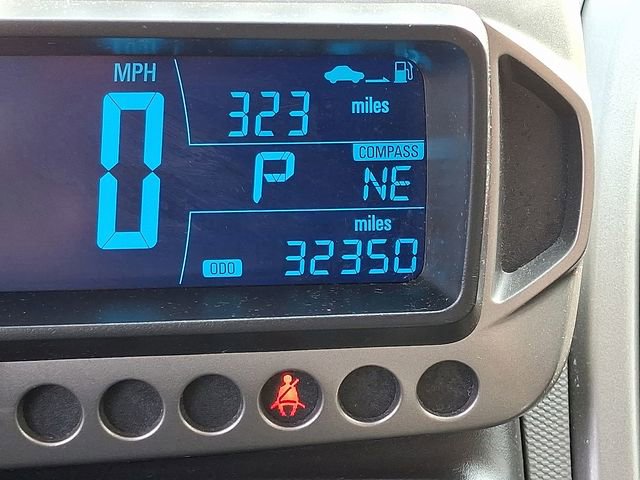 MPH
0
323 miles
COMPASS
P NE
miles
ODO 32350